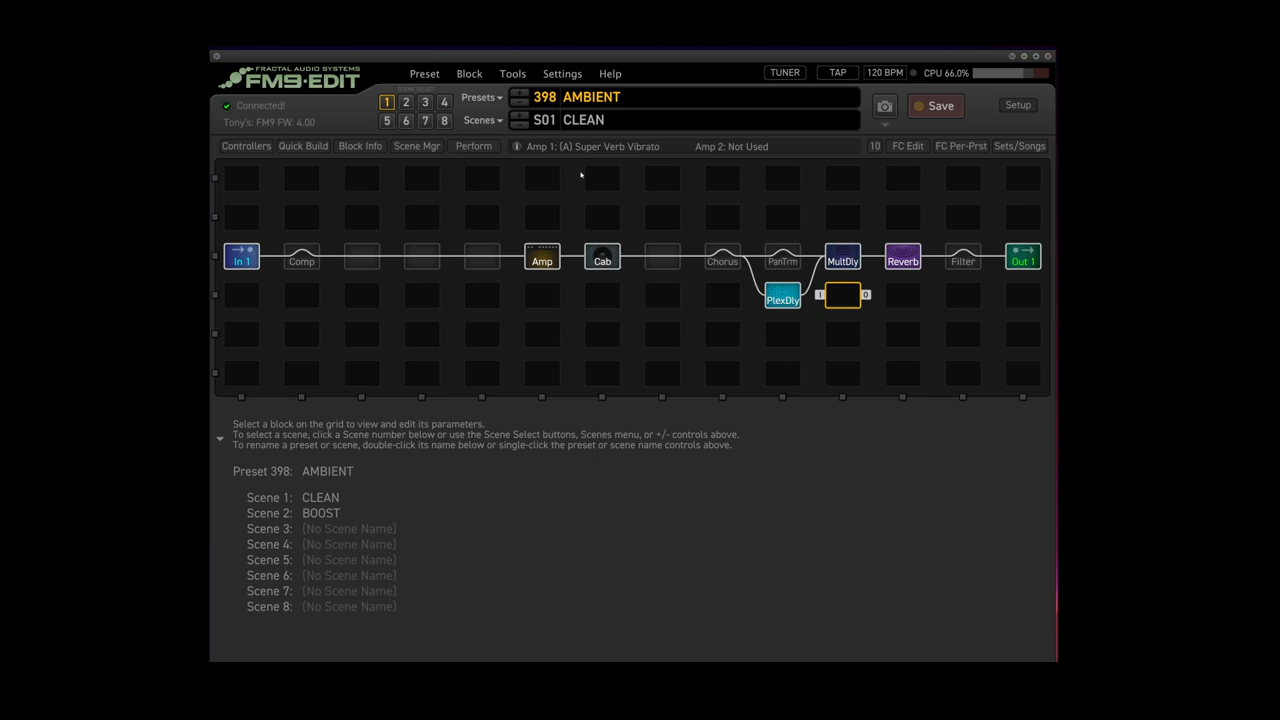 FRACTAL AUDIO SYSTEMS
FM9-EDIT
Preset Block Tools Settings Help
TUNER TAP 120 BPM CPU 66.0%
SCENE SELECT
1 2 3 4
5 6 7 8
Presets 398 AMBIENT
Scenes S01 CLEAN
Save
Setup
Connected!
Tony's: FM9 FW: 4.00
Controllers Quick Build Block Info Scene Mgr Perform Amp 1: (A) Super Verb Vibrato Amp 2: Not Used 10 FC Edit FC Per-Prst Sets/Songs
In 1 Comp Amp Cab Chorus PanTrm MultDly Reverb Filter Out 1
PlexDly I O
Select a block on the grid to view and edit its parameters.
To select a scene, click a Scene number below or use the Scene Select buttons, Scenes menu, or +/- controls above.
To rename a preset or scene, double-click its name below or single-click the preset or scene name controls above.
Preset 398: AMBIENT
Scene 1: CLEAN
Scene 2: BOOST
Scene 3: (No Scene Name)
Scene 4: (No Scene Name)
Scene 5: (No Scene Name)
Scene 6: (No Scene Name)
Scene 7: (No Scene Name)
Scene 8: (No Scene Name)